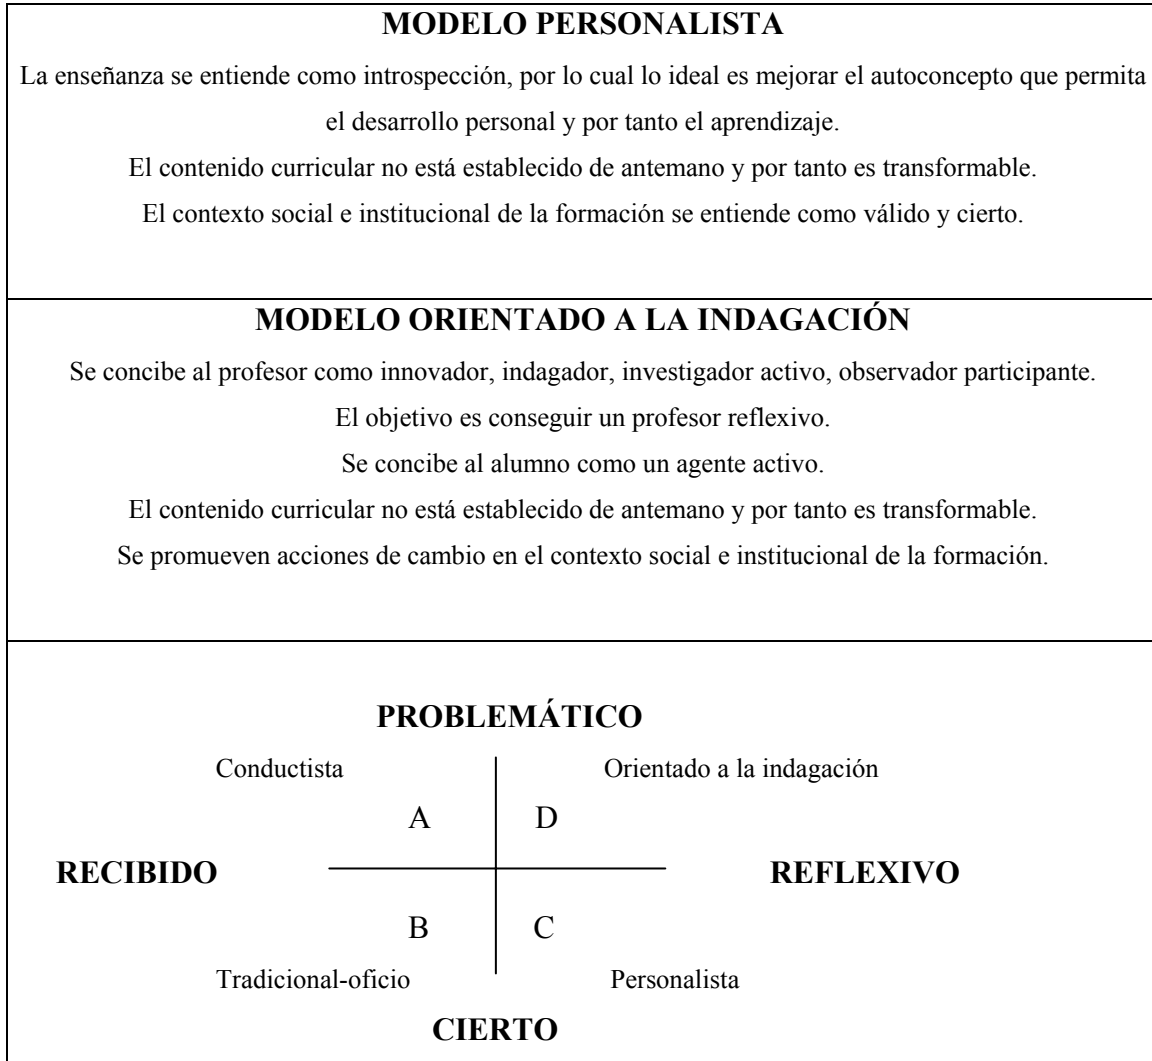 MODELO PERSONALISTA
La enseñanza se entiende como introspección, por lo cual lo ideal es mejorar el autoconcepto que permita
el desarrollo personal y por tanto el aprendizaje.
El contenido curricular no está establecido de antemano y por tanto es transformable.
El contexto social e institucional de la formación se entiende como válido y cierto.
MODELO ORIENTADO A LA INDAGACIÓN
Se concibe al profesor como innovador, indagador, investigador activo, observador participante.
El objetivo es conseguir un profesor reflexivo.
Se concibe al alumno como un agente activo.
El contenido curricular no está establecido de antemano y por tanto es transformable.
Se promueven acciones de cambio en el contexto social e institucional de la formación.
PROBLEMÁTICO
Conductista Orientado a la indagación
A D
RECIBIDO REFLEXIVO
B C
Tradicional-oficio Personalista
CIERTO